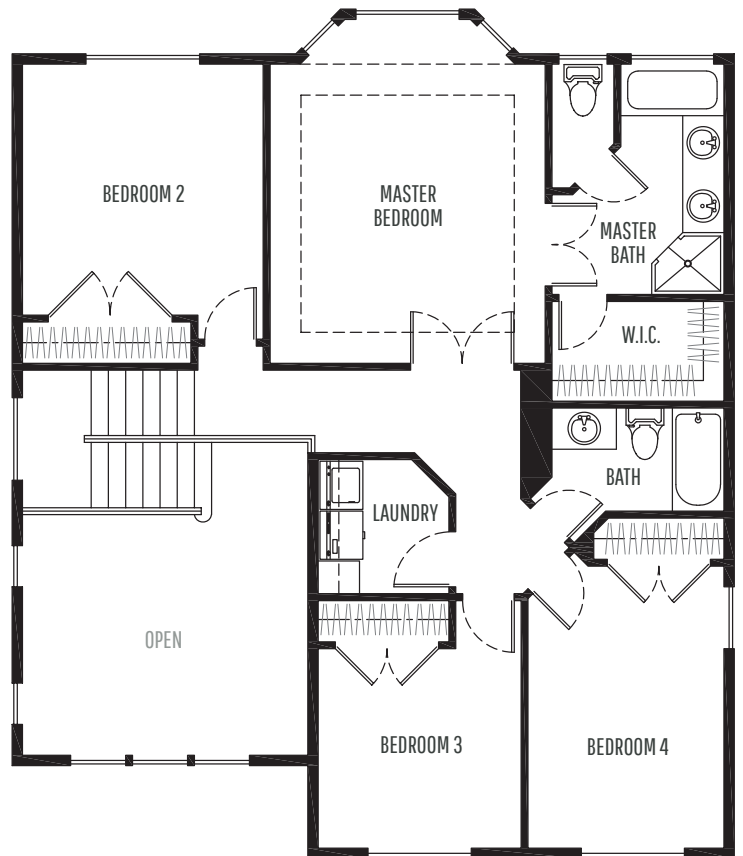 BEDROOM 2
MASTER
BEDROOM
MASTER
BATH
W.I.C.
BATH
LAUNDRY
OPEN
BEDROOM 3
BEDROOM 4